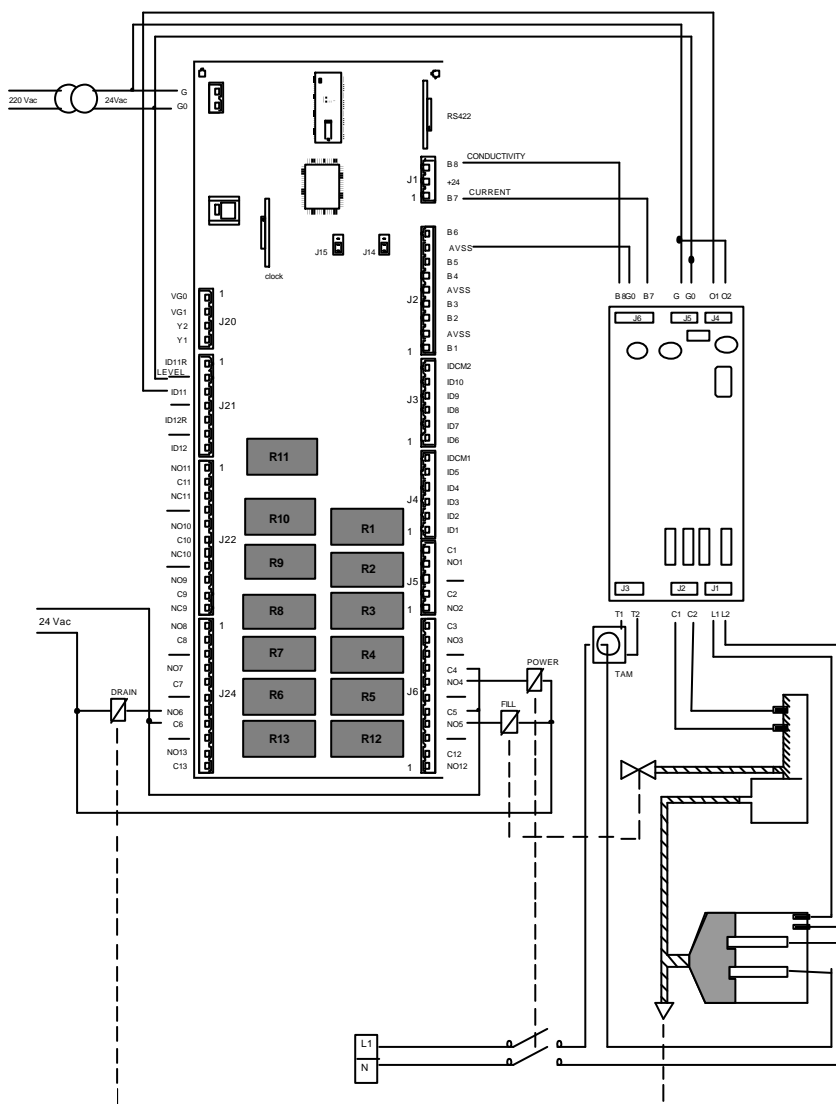 G
220 Vac
24Vac
G0
RS422
CONDUCTIVITY
B8
J1
+24
CURRENT
1
B7
B6
J15
J14
AVSS
B5
clock
B4
AVSS
J2
B3
B2
AVSS
1
B1
VG0
1
VG1
J20
Y2
Y1
ID11R
1
LEVEL
ID11
J21
ID12R
ID12
IDCM2
ID10
J3
ID9
ID8
ID7
1
ID6
IDCM1
ID5
J4
ID4
ID3
ID2
1
ID1
NO11
1
C11
NC11
NO10
C10
J22
NC10
NO9
C9
NC9
C1
NO1
J5
C2
1
NO2
R11
R10
R1
R9
R2
R8
R3
R7
R4
R6
R5
R13
R12
24 Vac
NO8
1
C8
NO7
C7
J24
DRAIN
NO6
C6
NO13
C13
C3
NO3
C4
POWER
NO4
J6
C5
FILL
NO5
C12
1
NO12
B8 G0 B7 G G0 O1 O2
J6
J5
J4
J3
J2
J1
T1 T2 C1 C2 L1 L2
TAM
L1
N